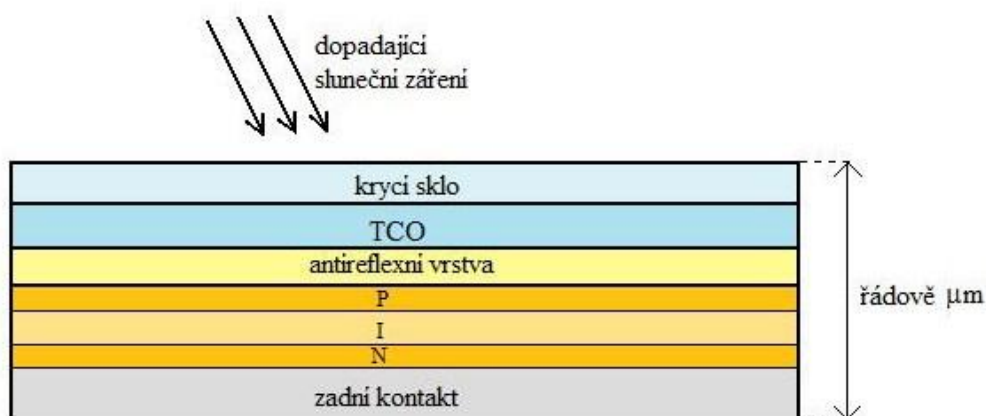 dopadající
sluneční záření
krycí sklo
TCO
antireflexní vrstva
P
I
N
zadní kontakt
řádově μm